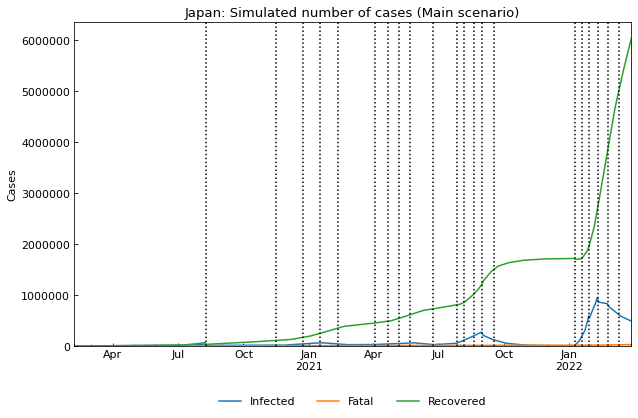 Japan: Simulated number of cases (Main scenario)
6000000
5000000
4000000
3000000
2000000
1000000
0
Cases
Apr Jul Oct Jan Apr Jul Oct Jan
2021 2022
Infected Fatal Recovered